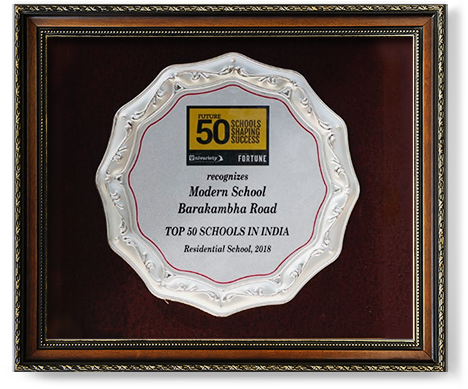 FUTURE
50 SCHOOLS
SHAPING
SUCCESS
univariety FORTUNE
recognizes
Modern School
Barakambha Road
TOP 50 SCHOOLS IN INDIA
Residential School, 2018